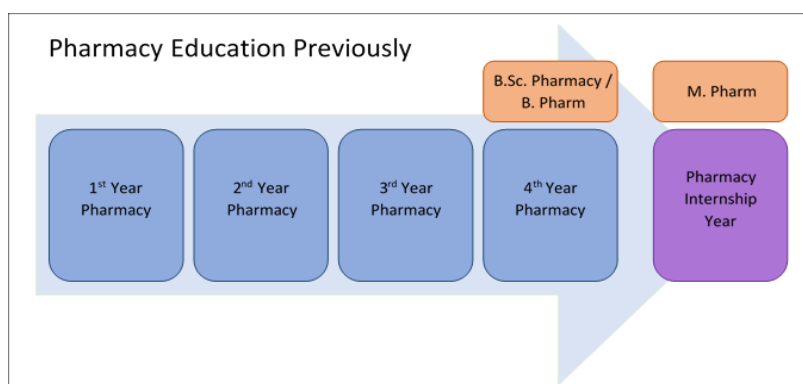 Pharmacy Education Previously
B.Sc. Pharmacy /
B. Pharm
M. Pharm
1st Year
Pharmacy
2nd Year
Pharmacy
3rd Year
Pharmacy
4th Year
Pharmacy
Pharmacy
Internship
Year